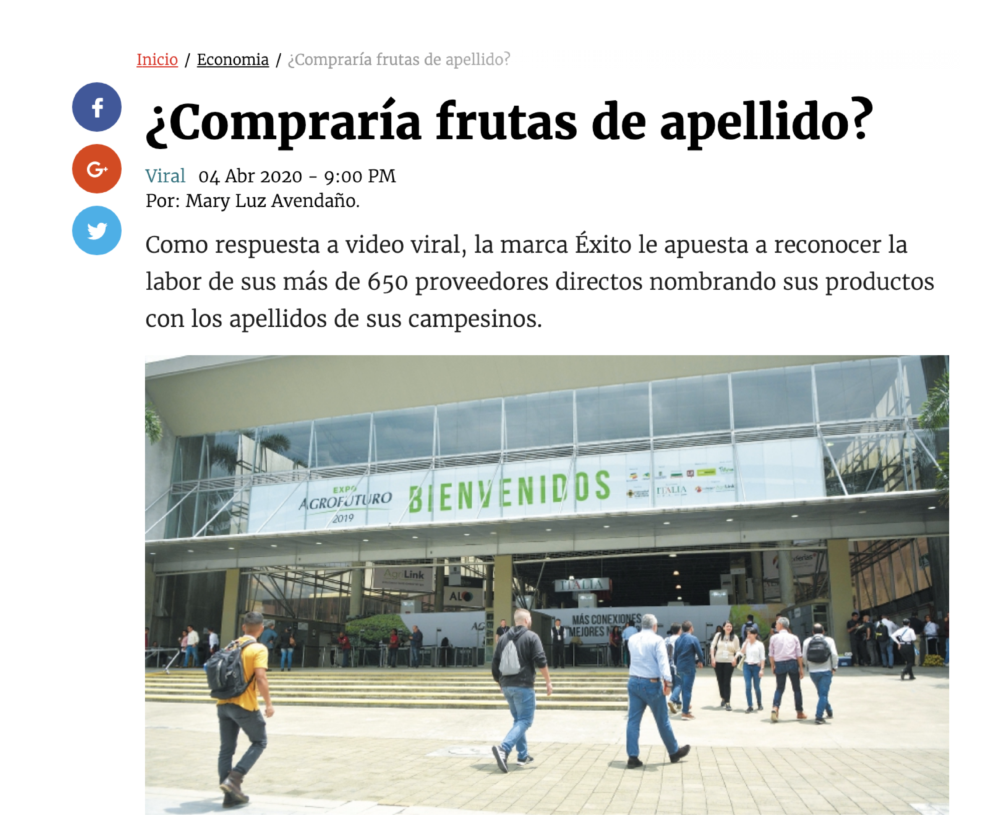 Inicio / Economia / ¿Compraría frutas de apellido?
¿Compraría frutas de apellido?
Viral 04 Abr 2020 - 9:00 PM
Por: Mary Luz Avendaño.
Como respuesta a video viral, la marca Éxito le apuesta a reconocer la
labor de sus más de 650 proveedores directos nombrando sus productos
con los apellidos de sus campesinos.
EXPO
AGROFUTURO
2019
BIENVENIDOS
ITALIA
AgriLink
ITALIA
MÁS CONEXIONES
MEJORES